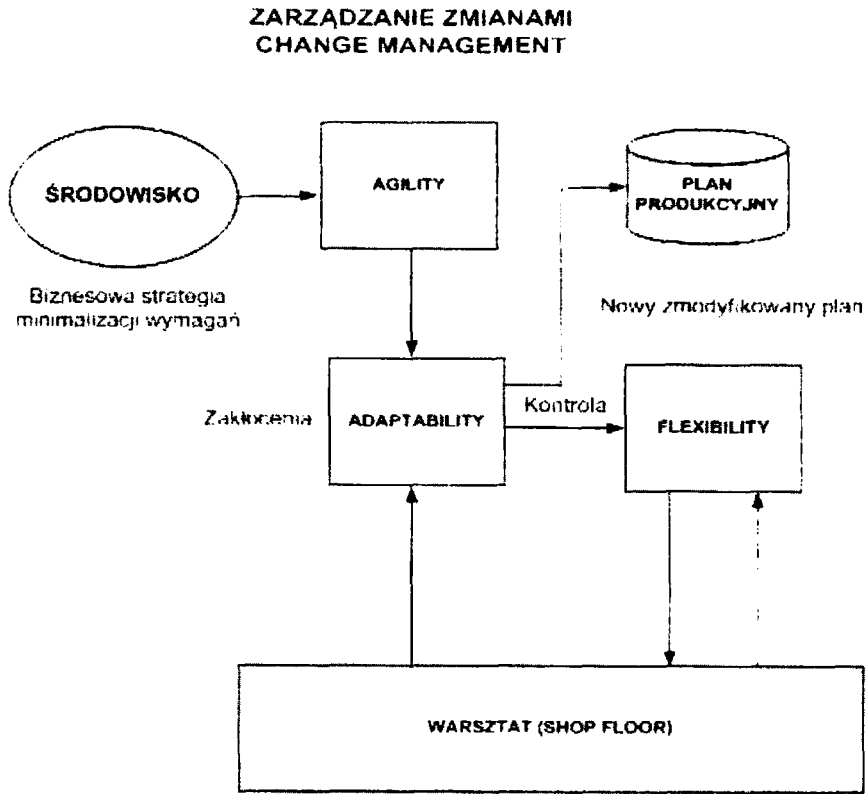 ZARZĄDZANIE ZMIANAMI
CHANGE MANAGEMENT
ŚRODOWISKO
AGILITY
PLAN
PRODUKCYJNY
Biznesowa strategia
minimalizacji wymagań
Nowy zmodyfikowany plan
Zakłócenia
ADAPTABILITY
Kontrola
FLEXIBILITY
WARSZTAT (SHOP FLOOR)